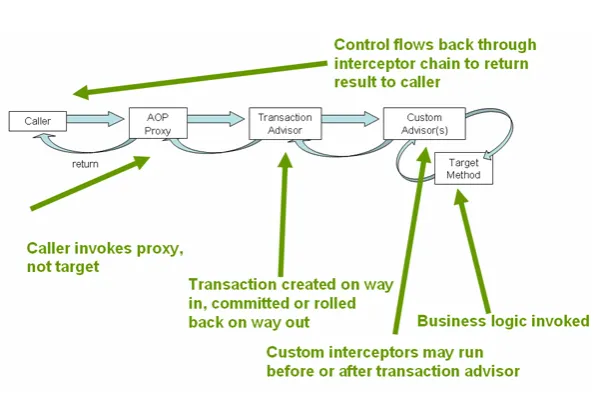 Control flows back through
interceptor chain to return
result to caller
Caller
AOP
Proxy
Transaction
Advisor
Custom
Advisor(s)
return
Target
Method
Caller invokes proxy,
not target
Transaction created on way
in, committed or rolled
back on way out
Business logic invoked
Custom interceptors may run
before or after transaction advisor